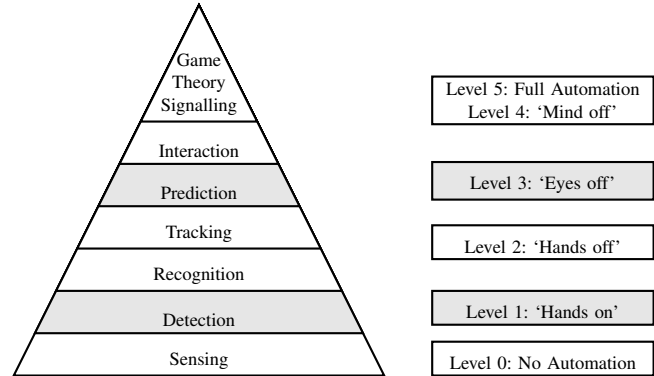 Game
Theory
Signalling
Interaction
Prediction
Tracking
Recognition
Detection
Sensing
Level 5: Full Automation
Level 4: ‘Mind off’
Level 3: ‘Eyes off’
Level 2: ‘Hands off’
Level 1: ‘Hands on’
Level 0: No Automation